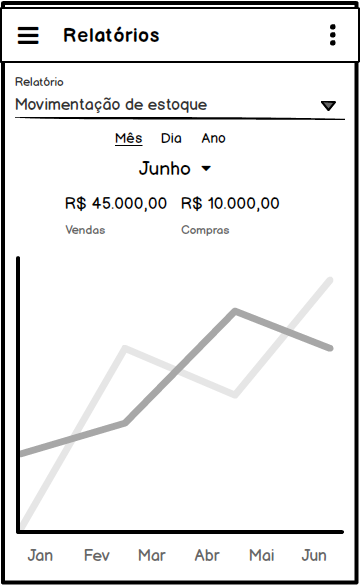 Relatórios
Relatório
Movimentação de estoque
Mês Dia Ano
Junho
R$ 45.000,00 R$ 10.000,00
Vendas Compras
Jan Fev Mar Abr Mai Jun